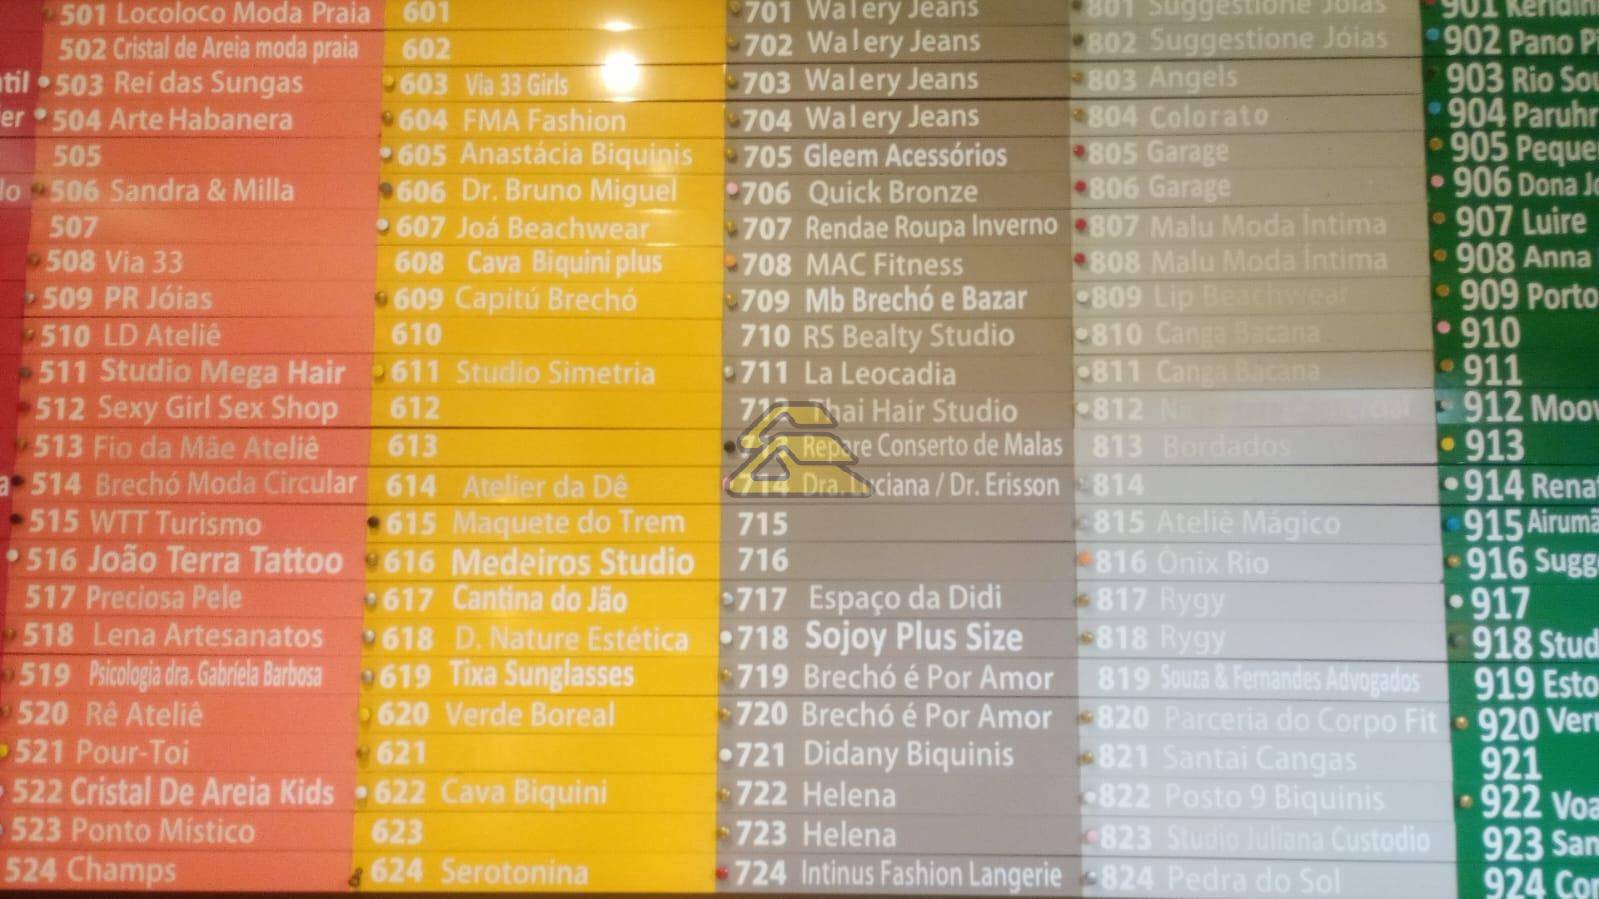 501 Locoloco Moda Praia
502 Cristal de Areia moda praia
503 Rei das Sungas
504 Arte Habanera
505
506 Sandra & Milla
507
508 Via 33
509 PR Jóias
510 LD Ateliê
511 Studio Mega Hair
512 Sexy Girl Sex Shop
513 Fio da Mãe Ateliê
514 Brechó Moda Circular
515 WTT Turismo
516 João Terra Tattoo
517 Preciosa Pele
518 Lena Artesanatos
519 Psicologia dra. Gabriela Barbosa
520 Rê Ateliê
521 Pour-Toi
522 Cristal De Areia Kids
523 Ponto Místico
524 Champs
601
602
603 Via 33 Girls
604 FMA Fashion
605 Anastácia Biquinis
606 Dr. Bruno Miguel
607 Joá Beachwear
608 Cava Biquini plus
609 Capitú Brechó
610
611 Studio Simetria
612
613
614 Atelier da Dê
615 Maquete do Trem
616 Medeiros Studio
617 Cantina do Jão
618 D. Nature Estética
619 Tixa Sunglasses
620 Verde Boreal
621
622 Cava Biquini
623
624 Serotonina
701 Walery Jeans
702 Walery Jeans
703 Walery Jeans
704 Walery Jeans
705 Gleem Acessórios
706 Quick Bronze
707 Rendae Roupa Inverno
708 MAC Fitness
709 Mb Brechó e Bazar
710 RS Bealty Studio
711 La Leocadia
Thai Hair Studio
Repare Conserto de Malas
714 Dra. / Dr. Erisson
715
716
717 Espaço da Didi
718 Sojoy Plus Size
719 Brechó é Por Amor
720 Brechó é Por Amor
721 Didany Biquinis
722 Helena
723 Helena
724 Intinus Fashion Langerie
801 Suggestione Jóias
802 Suggestione Jóias
803 Angels
804 Colorato
805 Garage
806 Garage
807 Malu Moda Íntima
808 Malu Moda Íntima
809 Lip Beachwear
810 Canga Bacana
811 Canga Bacana
812
813 Bordados
814
815 Ateliê Mágico
816 Ônix Rio
817 Rygy
818 Rygy
819 Souza & Fernandes Advogados
820 Parceria do Corpo Fit
821 Santai Cangas
822 Posto 9 Biquinis
823 Studio Juliana Custodio
824 Pedra do Sol
901
902 Pano
903 Rio
904
905
906 Dona
907 Luire
908 Anna
909 Porto
910
911
912
913
914
915
916
917
918
919
920
921
922
923
924